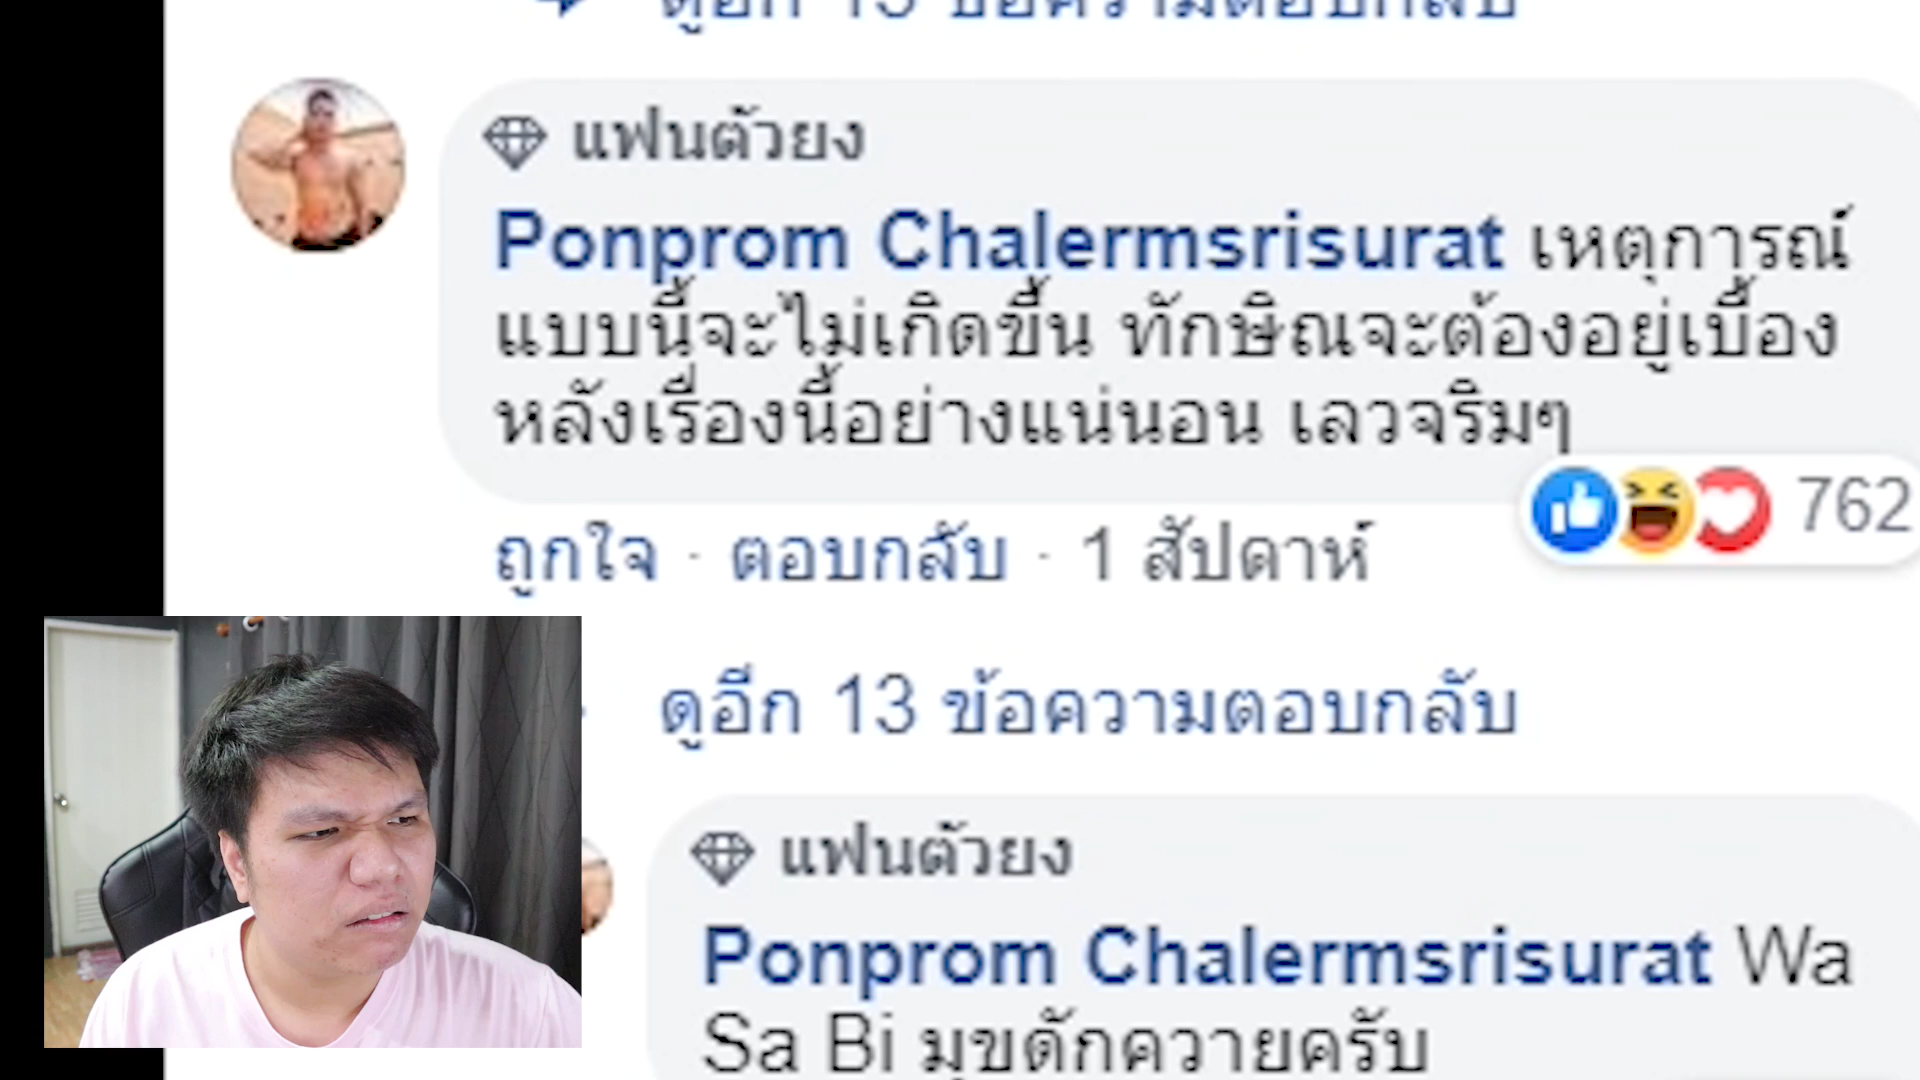 ดูอีก 13 ข้อความตอบกลับ
แฟนตัวยง
Ponprom Chalermsrisurat เหตุการณ์
แบบนี้จะไม่เกิดขึ้น ทักษิณจะต้องอยู่เบื้อง
หลังเรื่องนี้อย่างแน่นอน เลวจริมๆ
762
ถูกใจ · ตอบกลับ · 1 สัปดาห์
ดูอีก 13 ข้อความตอบกลับ
แฟนตัวยง
Ponprom Chalermsrisurat Wa
Sa Bi มุขดักควายครับ